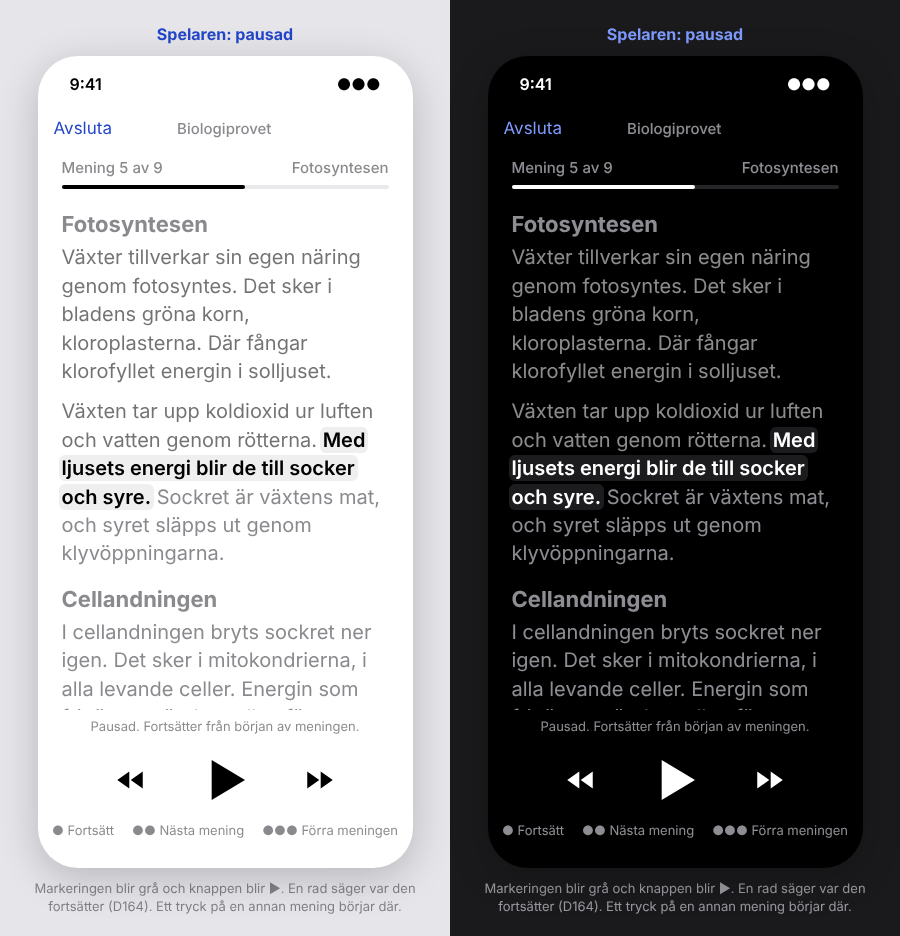 Spelaren: pausad
9:41
Avsluta Biologiprovet
Mening 5 av 9 Fotosyntesen
Fotosyntesen
Växter tillverkar sin egen näring
genom fotosyntes. Det sker i
bladens gröna korn,
kloroplasterna. Där fångar
klorofyllet energin i solljuset.
Växten tar upp koldioxid ur luften
och vatten genom rötterna. Med
ljusets energi blir de till socker
och syre. Sockret är växtens mat,
och syret släpps ut genom
klyvöppningarna.
Cellandningen
I cellandningen bryts sockret ner
igen. Det sker i mitokondrierna, i
alla levande celler. Energin som
Pausad. Fortsätter från början av meningen.
● Fortsätt ●● Nästa mening ●●● Förra meningen
Markeringen blir grå och knappen blir ▶. En rad säger var den
fortsätter (D164). Ett tryck på en annan mening börjar där.
Spelaren: pausad
9:41
Avsluta Biologiprovet
Mening 5 av 9 Fotosyntesen
Fotosyntesen
Växter tillverkar sin egen näring
genom fotosyntes. Det sker i
bladens gröna korn,
kloroplasterna. Där fångar
klorofyllet energin i solljuset.
Växten tar upp koldioxid ur luften
och vatten genom rötterna. Med
ljusets energi blir de till socker
och syre. Sockret är växtens mat,
och syret släpps ut genom
klyvöppningarna.
Cellandningen
I cellandningen bryts sockret ner
igen. Det sker i mitokondrierna, i
alla levande celler. Energin som
Pausad. Fortsätter från början av meningen.
● Fortsätt ●● Nästa mening ●●● Förra meningen
Markeringen blir grå och knappen blir ▶. En rad säger var den
fortsätter (D164). Ett tryck på en annan mening börjar där.